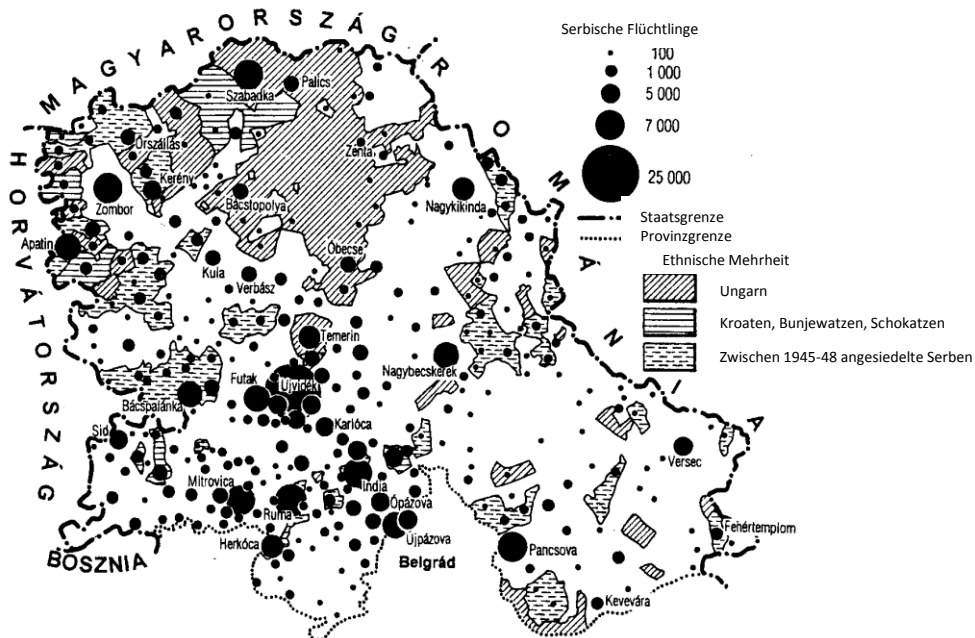 MAGYARORSZÁG
ROMÁNIA
HORVÁTORSZÁG
BOSZNIA
Serbische Flüchtlinge
100
1 000
5 000
7 000
25 000
Staatsgrenze
Provinzgrenze
Ethnische Mehrheit
Ungarn
Kroaten, Bunjewatzen, Schokatzen
Zwischen 1945-48 angesiedelte Serben
Szabadka
Palics
Őrszállás
Zenta
Kerény
Zombor
Bácstopolya
Nagykikinda
Apatin
Óbecse
Kula
Verbász
Temerin
Nagybecskerek
Futak
Újvidék
Bácspalánka
Karlóca
Sid
Versec
Mitrovica
India
Ruma
Ópázova
Újpázova
Herkóca
Belgrád
Pancsova
Fehértemplom
Kevevára